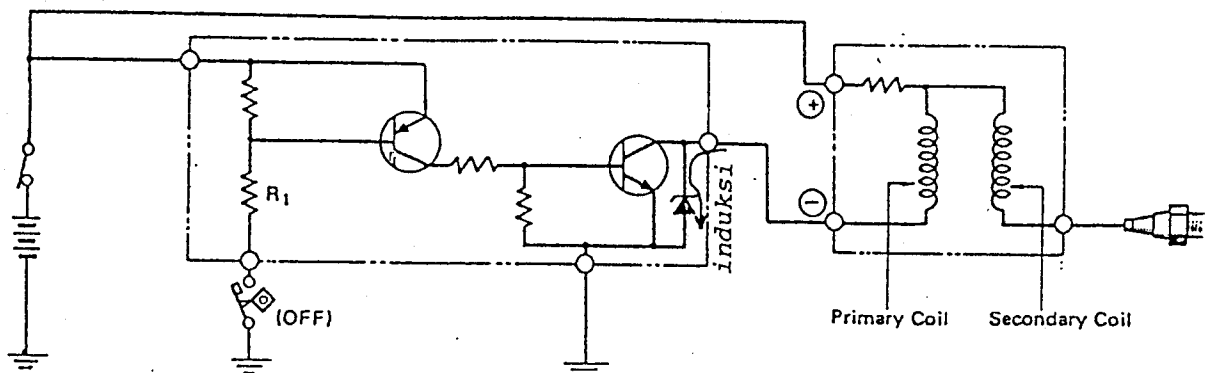 R1
(OFF)
induksi
+
−
Primary Coil
Secondary Coil